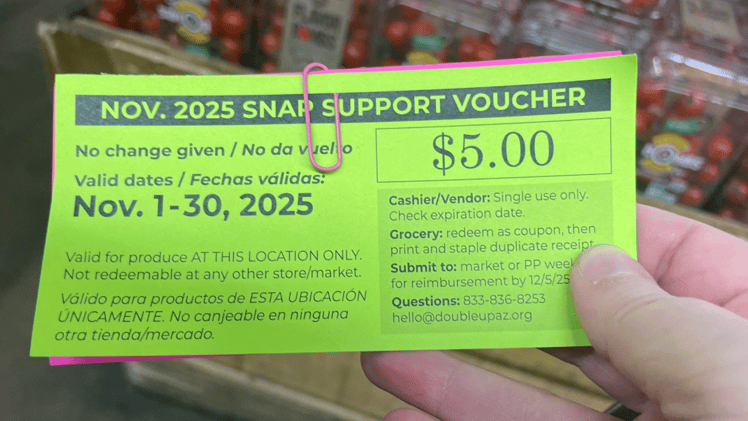 NOV. 2025 SNAP SUPPORT VOUCHER
No change given / No da vuelto
Valid dates / Fechas válidas:
Nov. 1-30, 2025
Valid for produce AT THIS LOCATION ONLY.
Not redeemable at any other store/market.
Válido para productos de ESTA UBICACIÓN
ÚNICAMENTE. No canjeable en ninguna
otra tienda/mercado.
$5.00
Cashier/Vendor: Single use only.
Check expiration date.
Grocery: redeem as coupon, then
print and staple duplicate receipt
Submit to: market or PP
for reimbursement by 12/5/25
Questions: 833-836-8253
hello@doubleupaz.org